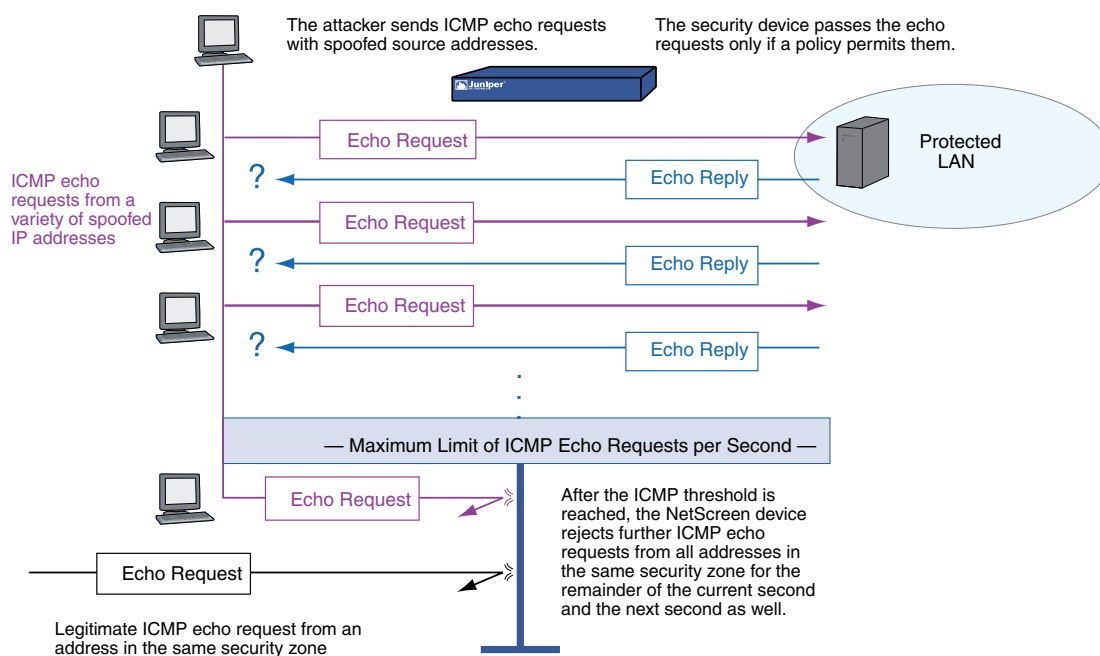 The attacker sends ICMP echo requests
with spoofed source addresses.
The security device passes the echo
requests only if a policy permits them.
Juniper
NETWORKS
Echo Request
Protected
LAN
ICMP echo
requests from a
variety of spoofed
IP addresses
?
Echo Reply
Echo Request
?
Echo Reply
Echo Request
?
Echo Reply
— Maximum Limit of ICMP Echo Requests per Second —
Echo Request
After the ICMP threshold is
reached, the NetScreen device
rejects further ICMP echo
requests from all addresses in
the same security zone for the
remainder of the current second
and the next second as well.
Echo Request
Legitimate ICMP echo request from an
address in the same security zone